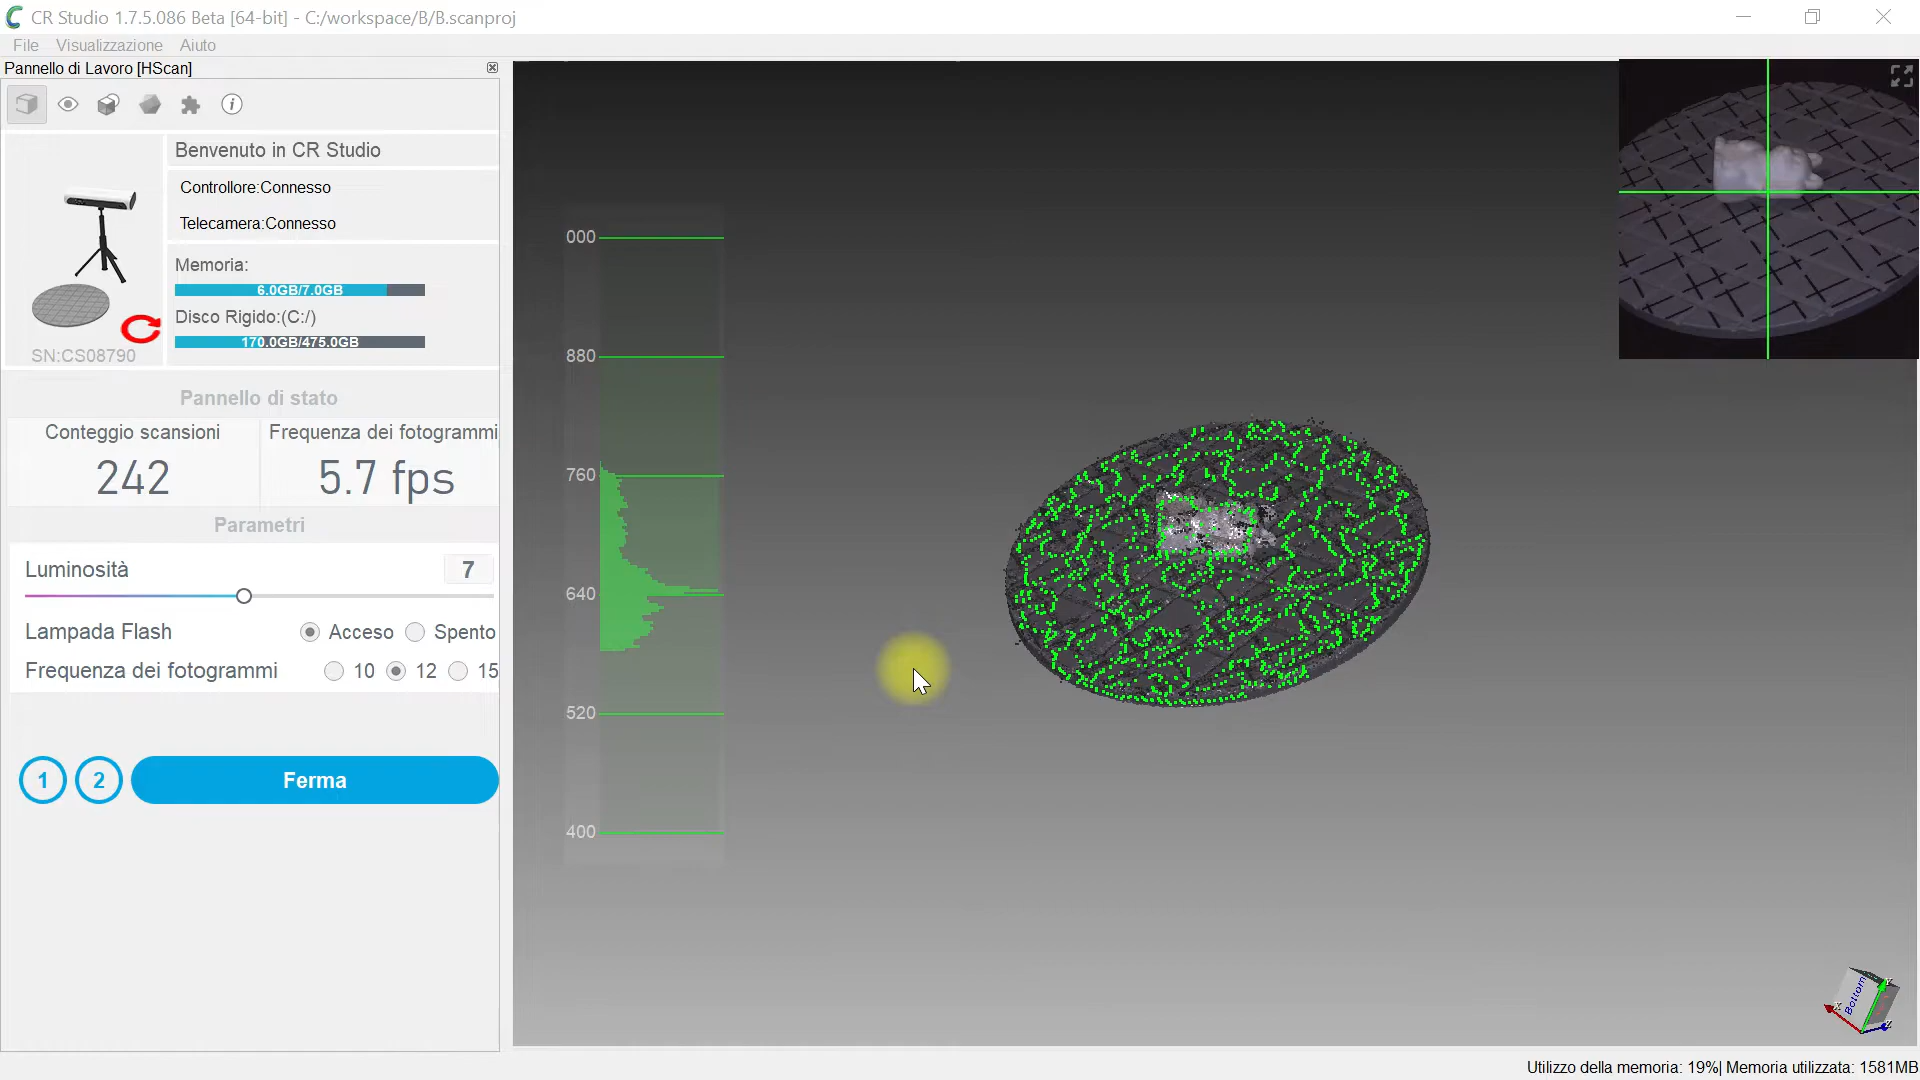 CR Studio 1.7.5.086 Beta [64-bit] - C:/workspace/B/B.scanproj
File Visualizzazione Aiuto
Pannello di Lavoro [HScan]
Benvenuto in CR Studio
Controllore:Connesso
Telecamera:Connesso
Memoria:
6.0GB/7.0GB
Disco Rigido:(C:/)
170.0GB/475.0GB
SN:CS08790
Pannello di stato
Conteggio scansioni Frequenza dei fotogrammi
242 5.7 fps
Parametri
Luminosità 7
Lampada Flash Acceso Spento
Frequenza dei fotogrammi 10 12 15
1 2 Ferma
000
880
760
640
520
400
Bottom
X
Y
Z
Utilizzo della memoria: 19%| Memoria utilizzata: 1581MB